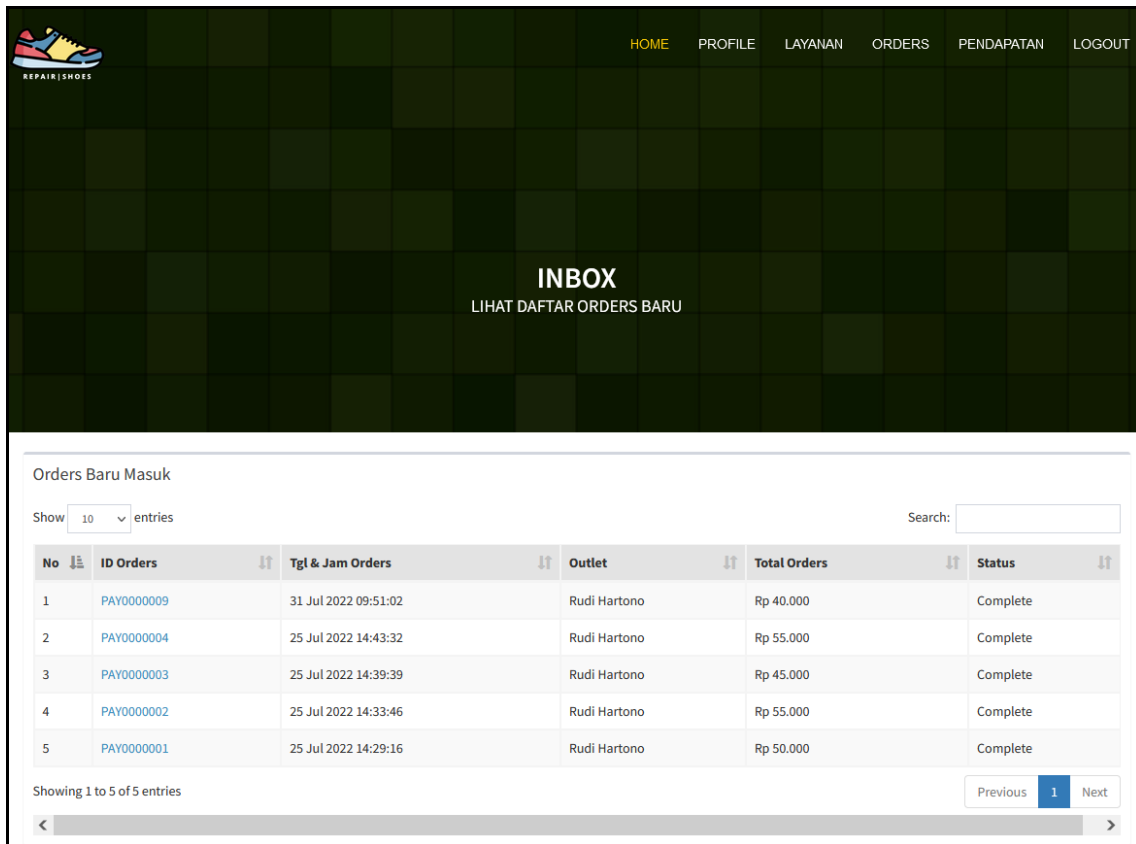 REPAIR|SHOES
HOME PROFILE LAYANAN ORDERS PENDAPATAN LOGOUT
INBOX
LIHAT DAFTAR ORDERS BARU
Orders Baru Masuk
Show 10 entries Search:
No ID Orders Tgl & Jam Orders Outlet Total Orders Status
1 PAY0000009 31 Jul 2022 09:51:02 Rudi Hartono Rp 40.000 Complete
2 PAY0000004 25 Jul 2022 14:43:32 Rudi Hartono Rp 55.000 Complete
3 PAY0000003 25 Jul 2022 14:39:39 Rudi Hartono Rp 45.000 Complete
4 PAY0000002 25 Jul 2022 14:33:46 Rudi Hartono Rp 55.000 Complete
5 PAY0000001 25 Jul 2022 14:29:16 Rudi Hartono Rp 50.000 Complete
Showing 1 to 5 of 5 entries Previous 1 Next